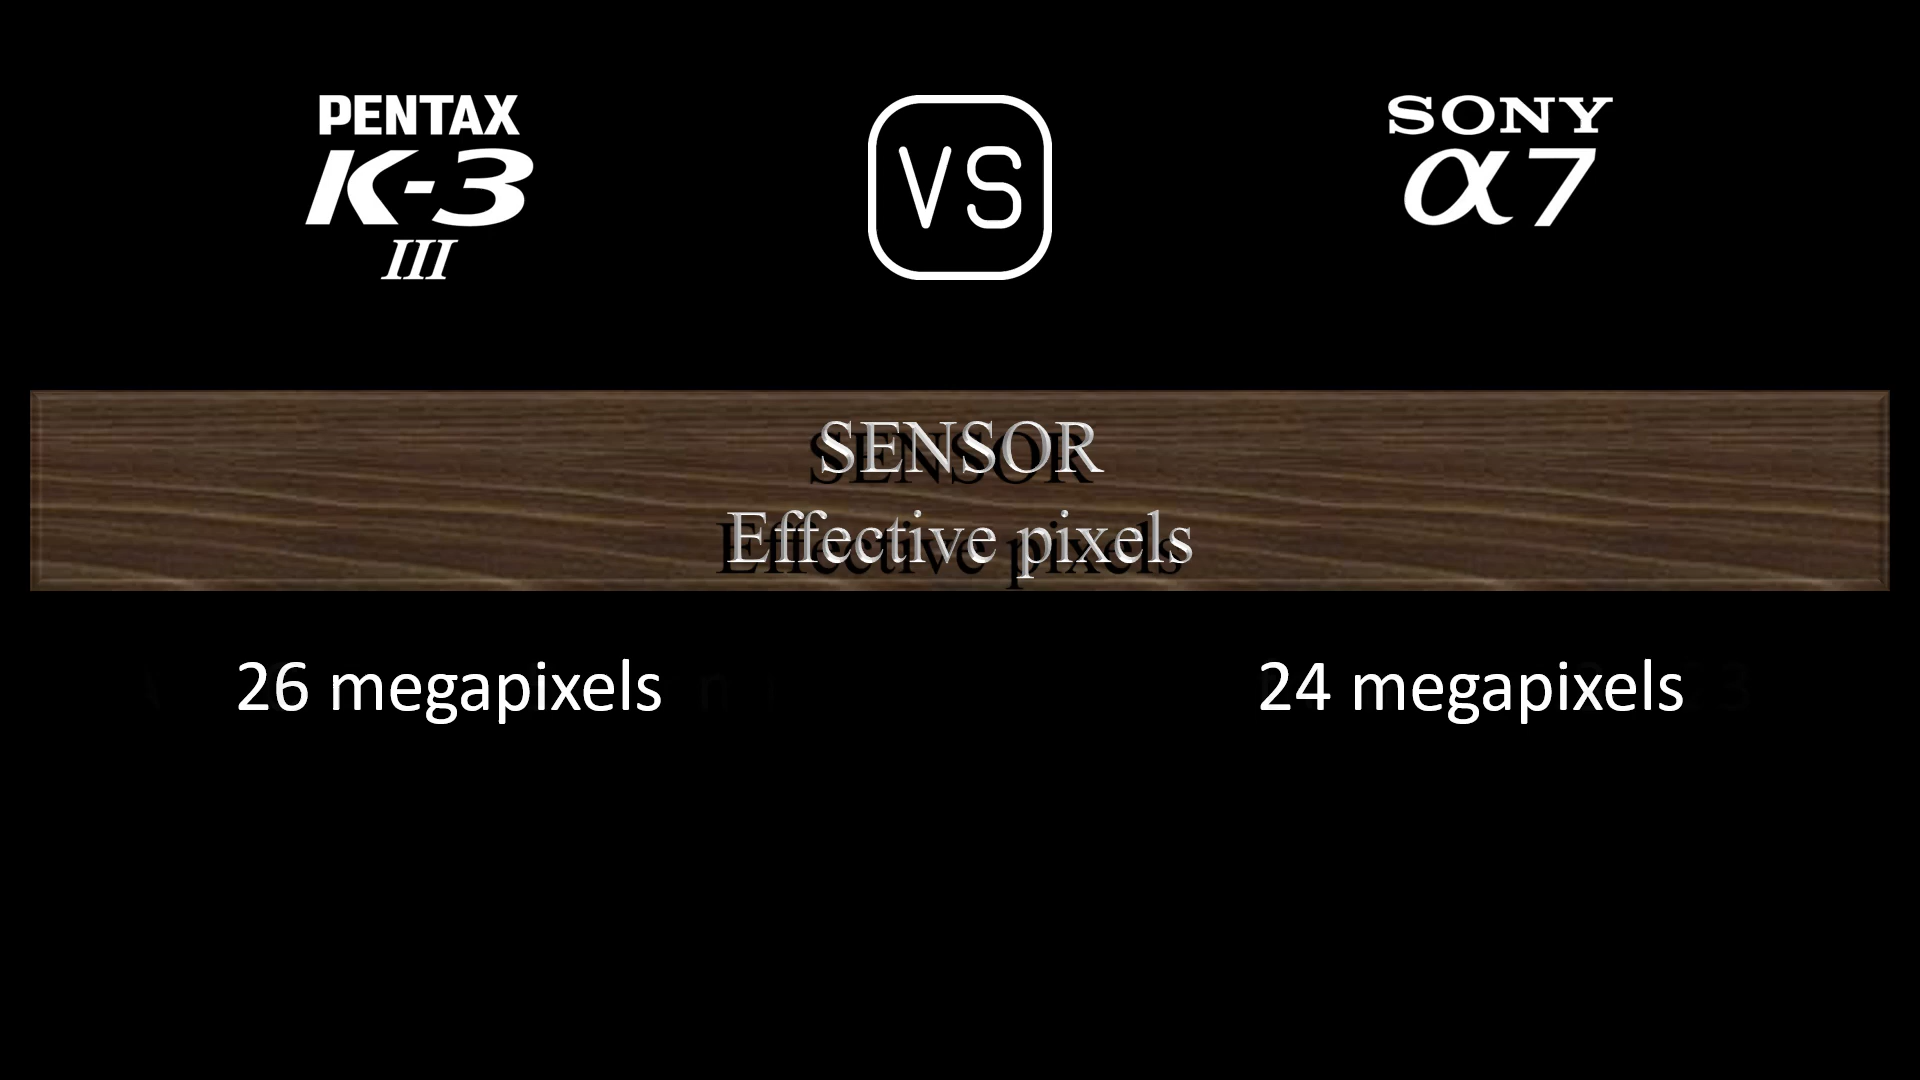 PENTAX
K-3
III
VS
SONY
α7
SENSOR
Effective pixels
26 megapixels
24 megapixels